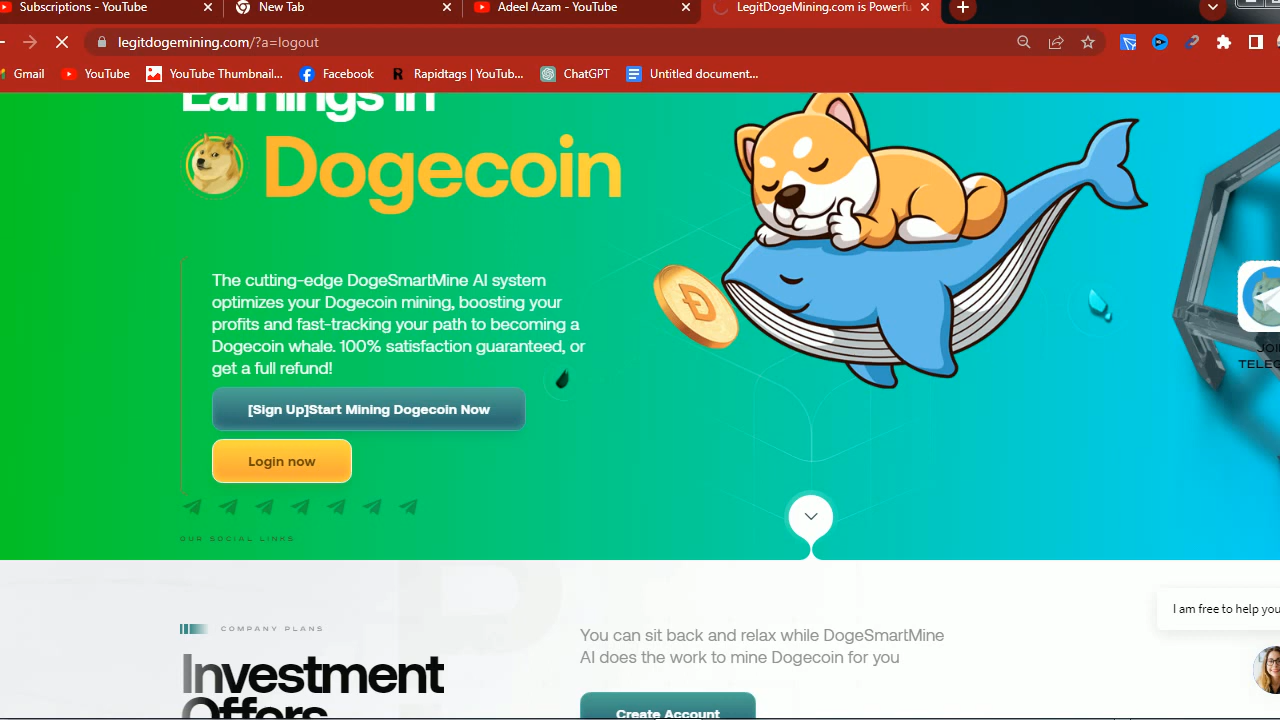 Subscriptions - YouTube
New Tab
Adeel Azam - YouTube
LegitDogeMining.com is Powerfu
legitdogemining.com/?a=logout
Gmail
YouTube
YouTube Thumbnail...
Facebook
Rapidtags | YouTub...
ChatGPT
Untitled document...
Earnings in
Dogecoin
The cutting-edge DogeSmartMine AI system
optimizes your Dogecoin mining, boosting your
profits and fast-tracking your path to becoming a
Dogecoin whale. 100% satisfaction guaranteed, or
get a full refund!
[Sign Up]Start Mining Dogecoin Now
Login now
OUR SOCIAL LINKS
I am free to help you
COMPANY PLANS
Investment
Offers
You can sit back and relax while DogeSmartMine
AI does the work to mine Dogecoin for you
Create Account